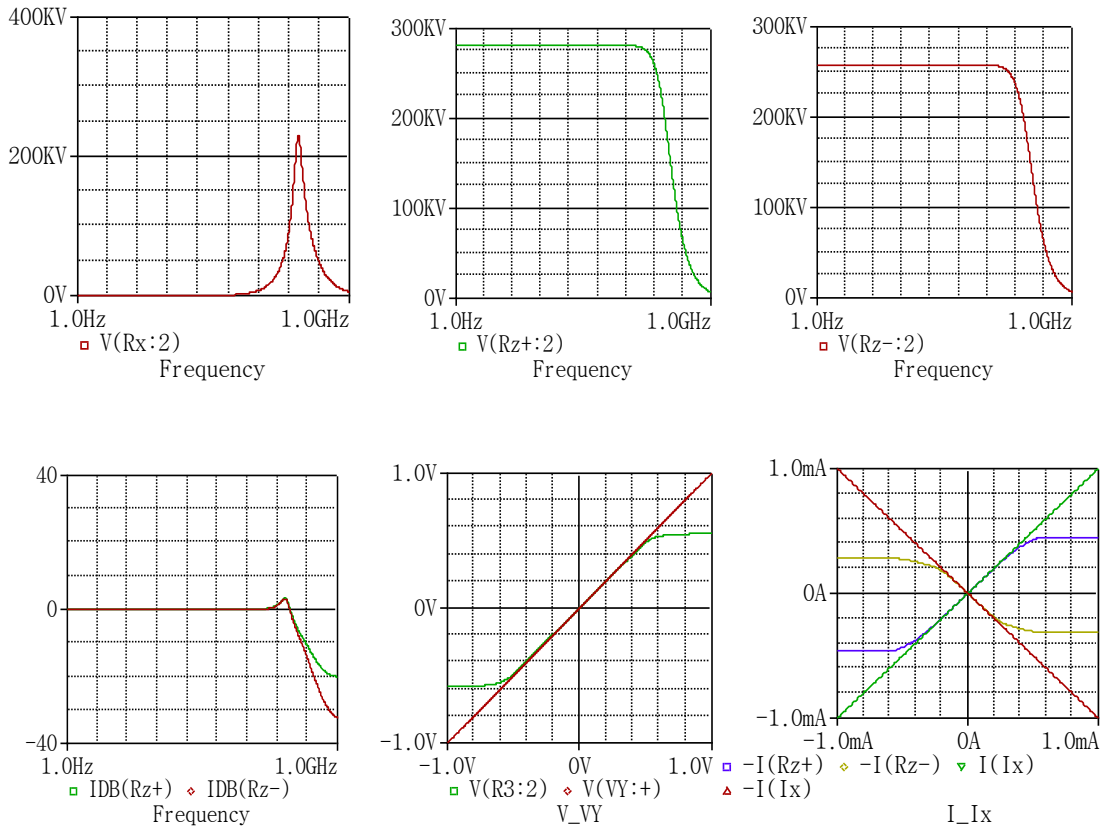 400KV
200KV
0V
1.0Hz 1.0GHz
V(Rx:2)
Frequency
300KV
200KV
100KV
0V
1.0Hz 1.0GHz
V(Rz+:2)
Frequency
300KV
200KV
100KV
0V
1.0Hz 1.0GHz
V(Rz-:2)
Frequency
40
0
-40
1.0Hz 1.0GHz
IDB(Rz+) IDB(Rz-)
Frequency
1.0V
0V
-1.0V
-1.0V 0V 1.0V
V(R3:2) V(VY:+)
V_VY
1.0mA
0A
-1.0mA
-1.0mA 0A 1.0mA
-I(Rz+) -I(Rz-) I(Ix)
-I(Ix)
I_Ix